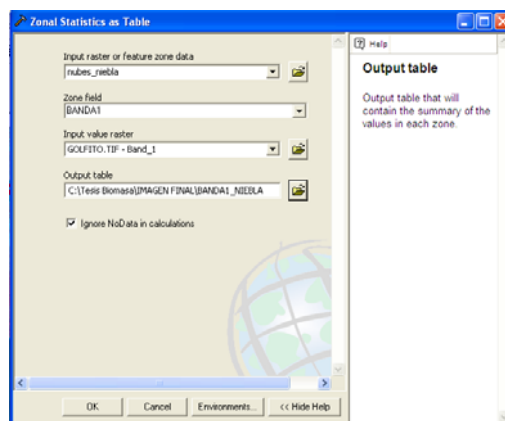 Zonal Statistics as Table
Input raster or feature zone data
nubes_niebla
Zone field
BANDA1
Input value raster
GOLFITO.TIF - Band_1
Output table
C:\Tesis Biomasa\IMAGEN FINAL\BANDA1_NIEBLA
Ignore NoData in calculations
OK
Cancel
Environments...
<< Hide Help
Help
Output table
Output table that will
contain the summary of the
values in each zone.